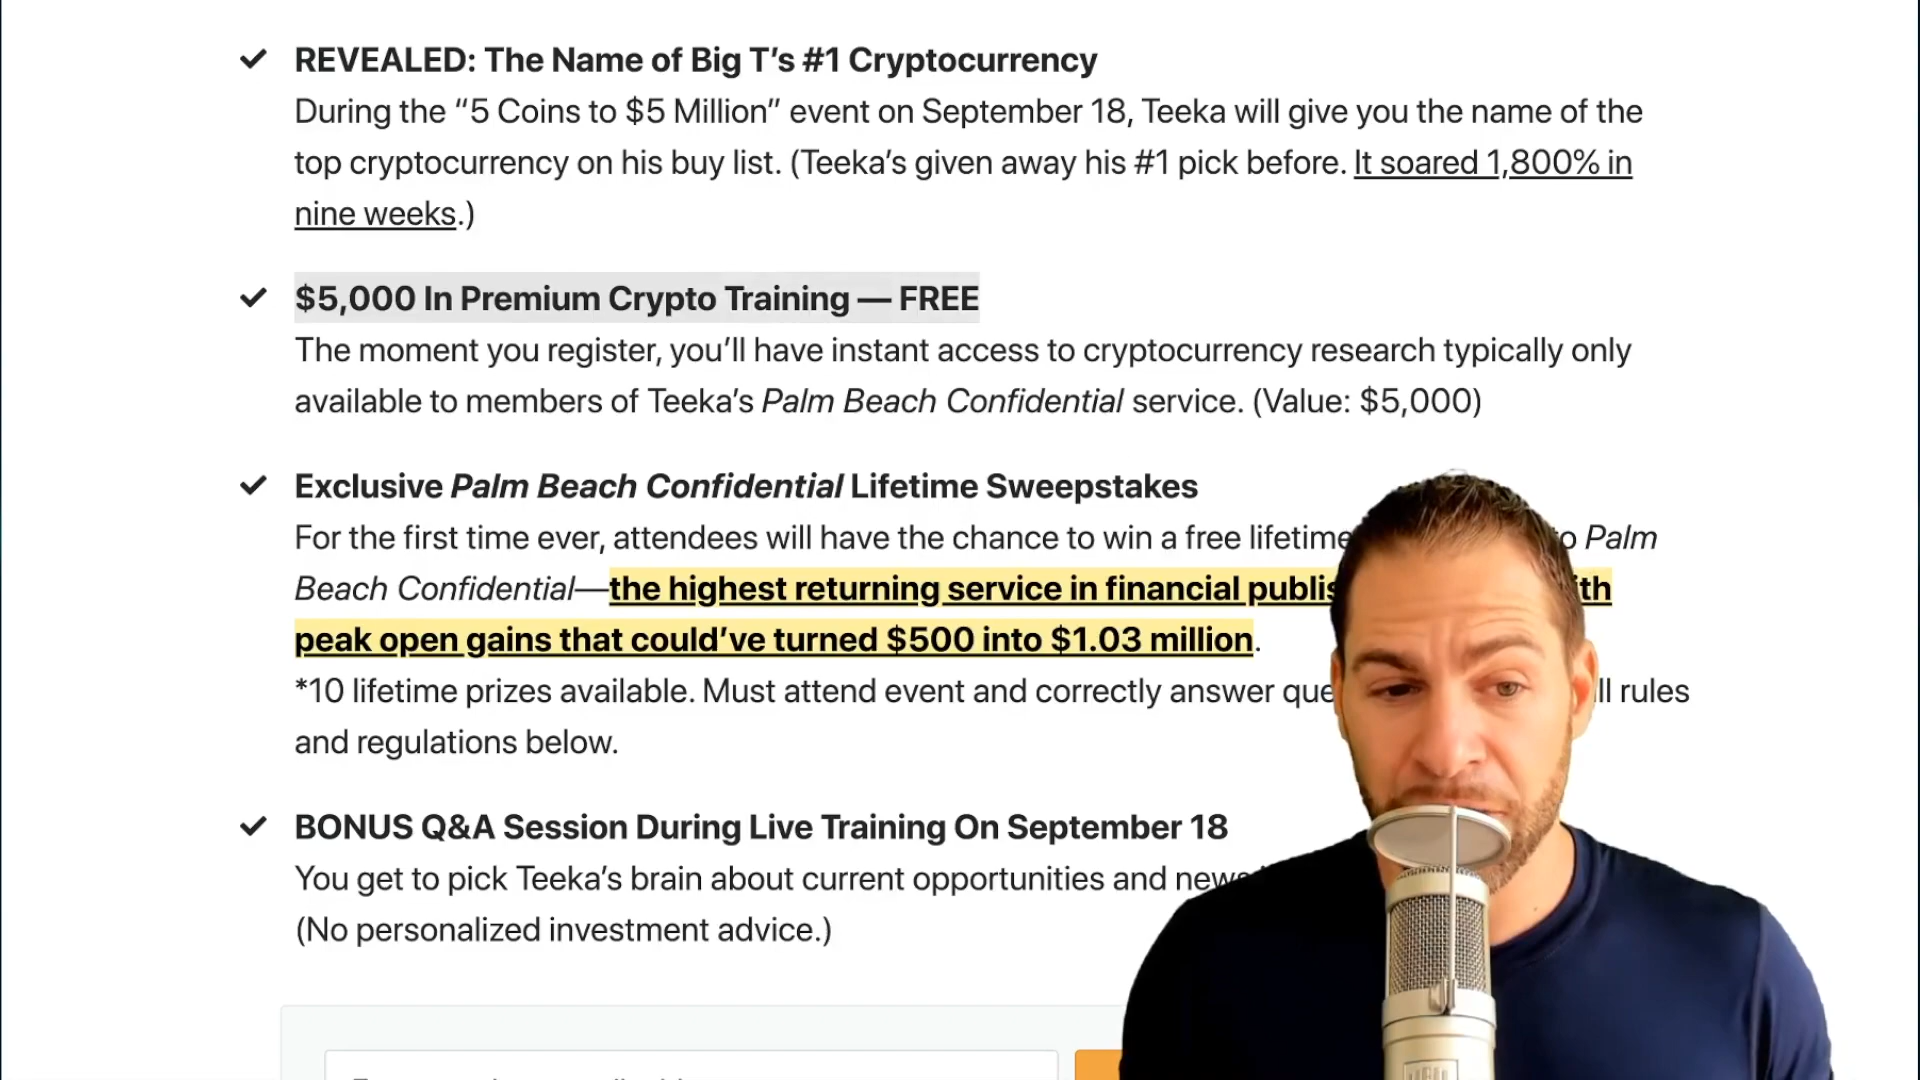 REVEALED: The Name of Big T’s #1 Cryptocurrency
During the “5 Coins to $5 Million” event on September 18, Teeka will give you the name of the
top cryptocurrency on his buy list. (Teeka’s given away his #1 pick before. It soared 1,800% in
nine weeks.)
$5,000 In Premium Crypto Training — FREE
The moment you register, you’ll have instant access to cryptocurrency research typically only
available to members of Teeka’s Palm Beach Confidential service. (Value: $5,000)
Exclusive Palm Beach Confidential Lifetime Sweepstakes
For the first time ever, attendees will have the chance to win a free lifetime Palm
Beach Confidential—the highest returning service in financial
peak open gains that could’ve turned $500 into $1.03 million.
*10 lifetime prizes available. Must attend event and correctly answer rules
and regulations below.
BONUS Q&A Session During Live Training On September 18
You get to pick Teeka’s brain about current opportunities and
(No personalized investment advice.)